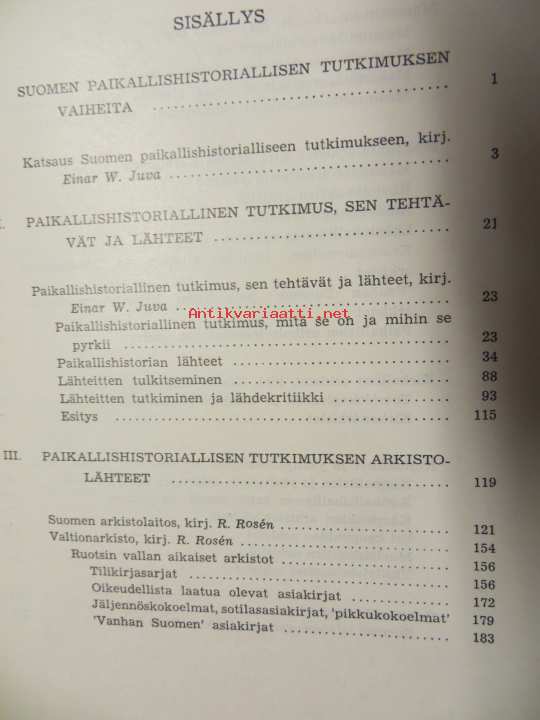 SISÄLLYS
SUOMEN PAIKALLISHISTORIALLISEN TUTKIMUKSEN
VAIHEITA ........................ 1
Katsaus Suomen paikallishistorialliseen tutkimukseen, kirj.
Einar W. Juva ........................ 3
PAIKALLISHISTORIALLINEN TUTKIMUS, SEN TEHTÄ-
VÄT JA LÄHTEET ........................ 21
Paikallishistoriallinen tutkimus, sen tehtävät ja lähteet, kirj.
Einar W. Juva ........................ 23
Antikvariaatti.net
Paikallishistoriallinen tutkimus, mitä se on ja mihin se
pyrkii ........................ 23
Paikallishistorian lähteet ........................ 34
Lähteitten tulkitseminen ........................ 88
Lähteitten tutkiminen ja lähdekritiikki ........................ 93
Esitys ........................ 115
III. PAIKALLISHISTORIALLISEN TUTKIMUKSEN ARKISTO-
LÄHTEET ........................ 119
Suomen arkistolaitos, kirj. R. Rosén ........................ 121
Valtionarkisto, kirj. R. Rosén ........................ 154
Ruotsin vallan aikaiset arkistot ........................ 156
Tilikirjasarjat ........................ 156
Oikeudellista laatua olevat asiakirjat ........................ 172
Jäljennöskokoelmat, sotilasasiakirjat, 'pikkukokoelmat' 179
'Vanhan Suomen' asiakirjat ........................ 183